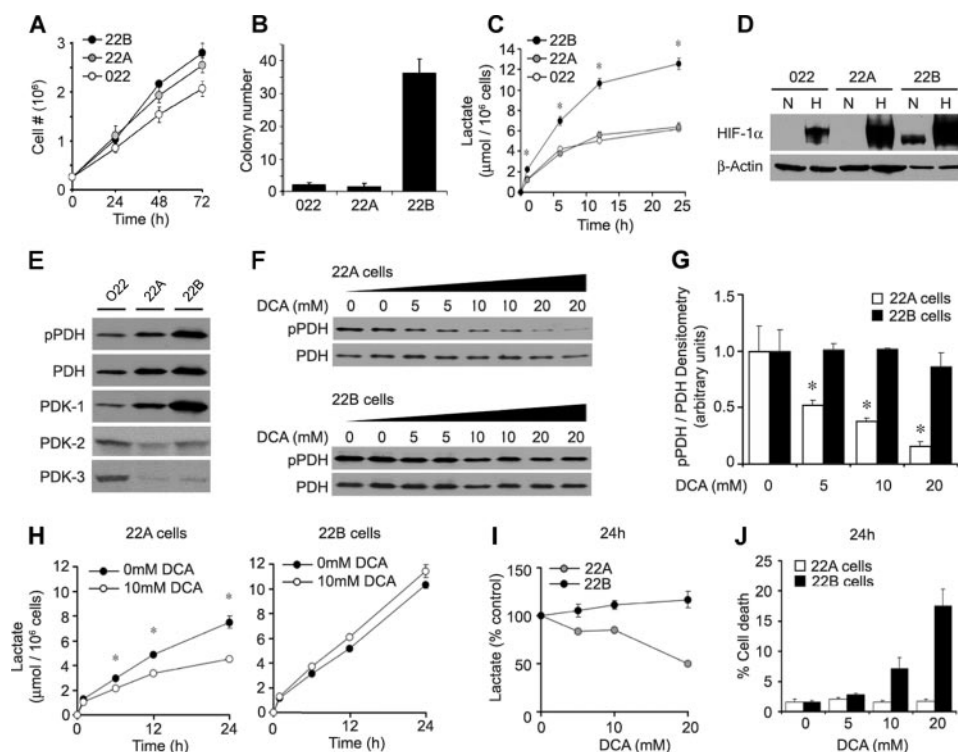 A
22B
22A
022
Cell # (10⁶)
3
2
1
0
0 24 48 72
Time (h)
B
Colony number
40
30
20
10
0
022 22A 22B
C
22B
22A
022
Lactate
(μmol / 10⁶ cells)
14
12
10
8
6
4
2
0
0 5 10 15 20 25
Time (h)
* * * *
D
022 22A 22B
N H N H N H
HIF-1α
β-Actin
E
O22 22A 22B
pPDH
PDH
PDK-1
PDK-2
PDK-3
F
22A cells
DCA (mM) 0 0 5 5 10 10 20 20
pPDH
PDH
22B cells
DCA (mM) 0 0 5 5 10 10 20 20
pPDH
PDH
G
22A cells
22B cells
pPDH / PDH Densitometry
(arbitrary units)
1.5
1.0
0.5
0
* * *
DCA (mM) 0 5 10 20
H
22A cells
0mM DCA
10mM DCA
Lactate
(μmol / 10⁶ cells)
12
10
8
6
4
2
0
* * *
0 12 24
Time (h)
22B cells
0mM DCA
10mM DCA
12
10
8
6
4
2
0
0 12 24
Time (h)
I
24h
22A
22B
Lactate (% control)
150
100
50
0
0 10 20
DCA (mM)
J
24h
22A cells
22B cells
% Cell death
25
20
15
10
5
0
0 5 10 20
DCA (mM)